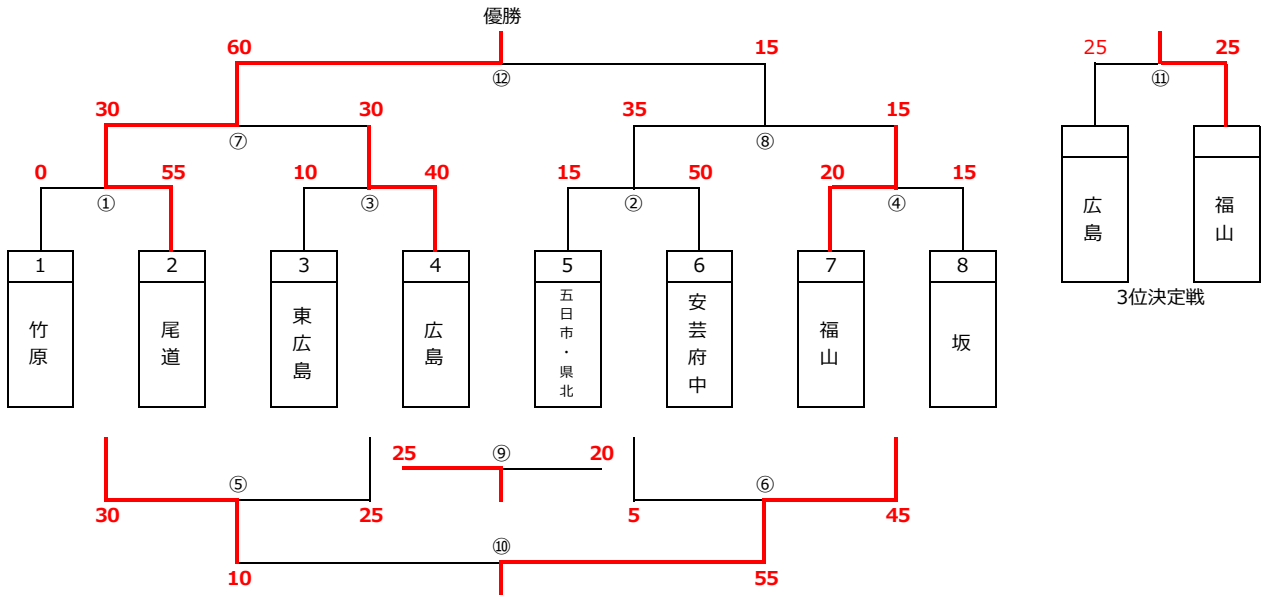 優勝
60 15 25 25
⑫ ⑪
30 30 35 15
⑦ ⑧
0 55 10 40 15 50 20 15
① ③ ② ④
1 2 3 4 5 6 7 8
竹原
尾道
東広島
広島
五日市・県北
安芸府中
福山
坂
広島
福山
3位決定戦
25 ⑨ 20
⑤ ⑥
30 25 5 45
⑩
10 55